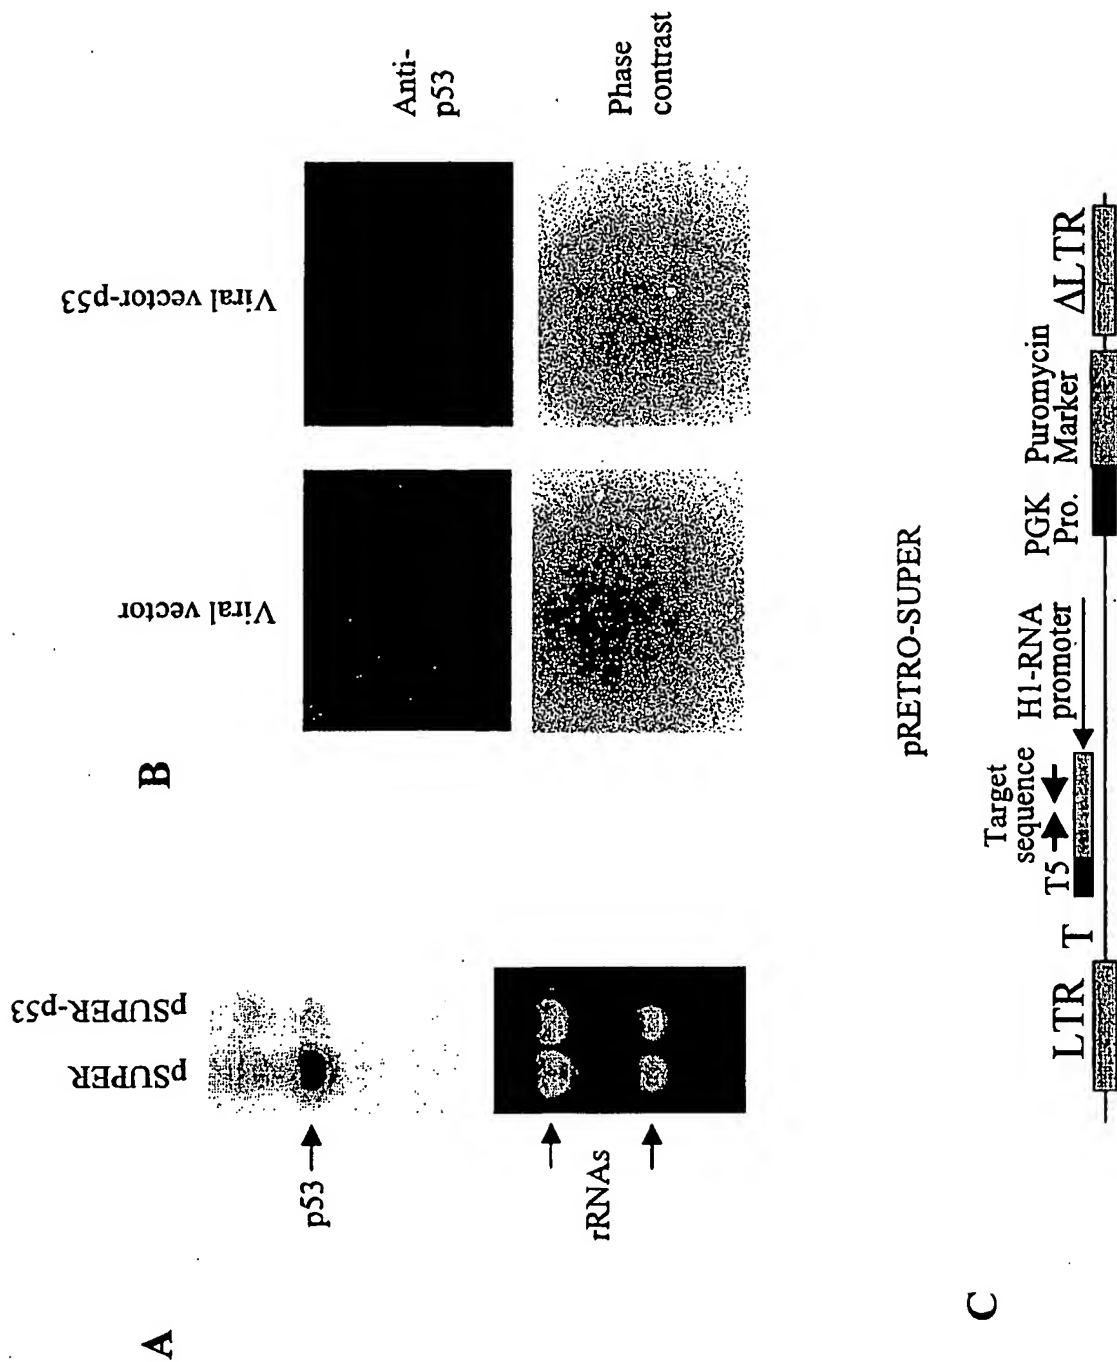 A
pSUPER
pSUPER-p53
p53
rRNAs
B
Viral vector
Viral vector-p53
Anti-
p53
Phase
contrast
C
pRETRO-SUPER
LTR
T
T5
Target
sequence
H1-RNA
promoter
PGK
Pro.
Puromycin
Marker
ΔLTR